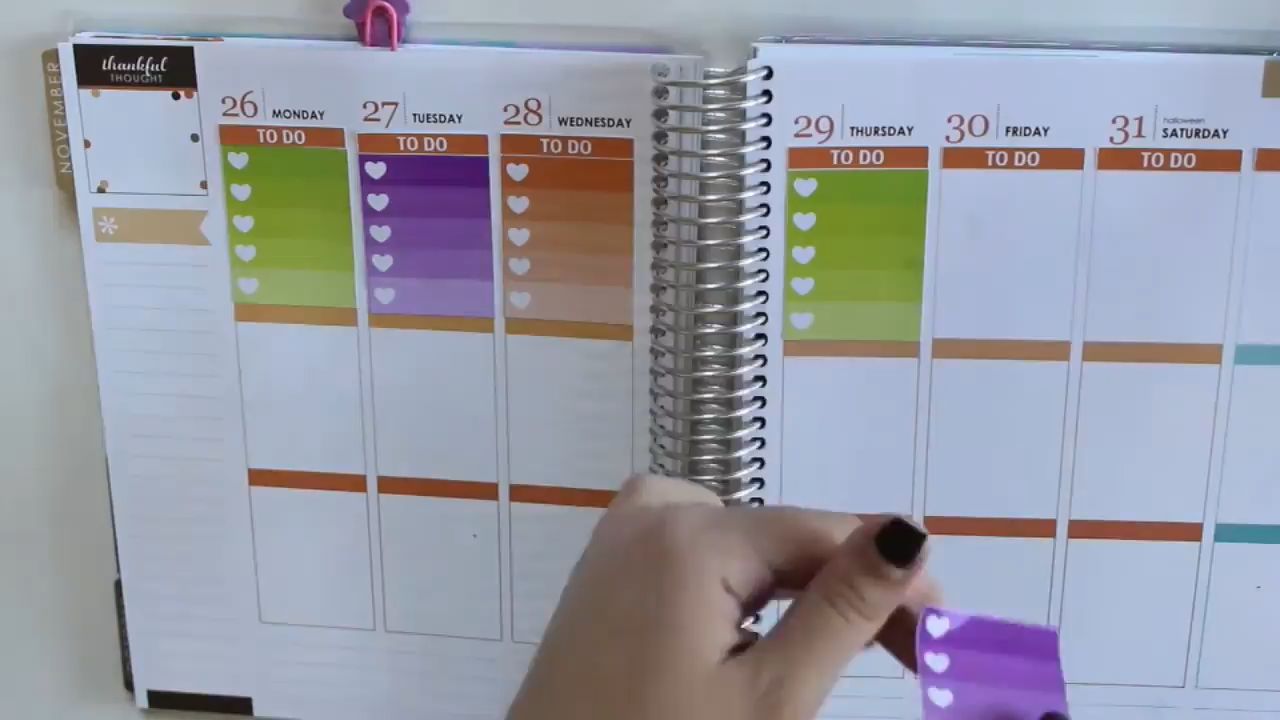 thankful
THOUGHT
NOVEMBER
26 MONDAY
TO DO
27 TUESDAY
TO DO
28 WEDNESDAY
TO DO
29 THURSDAY
TO DO
30 FRIDAY
TO DO
halloween
31 SATURDAY
TO DO